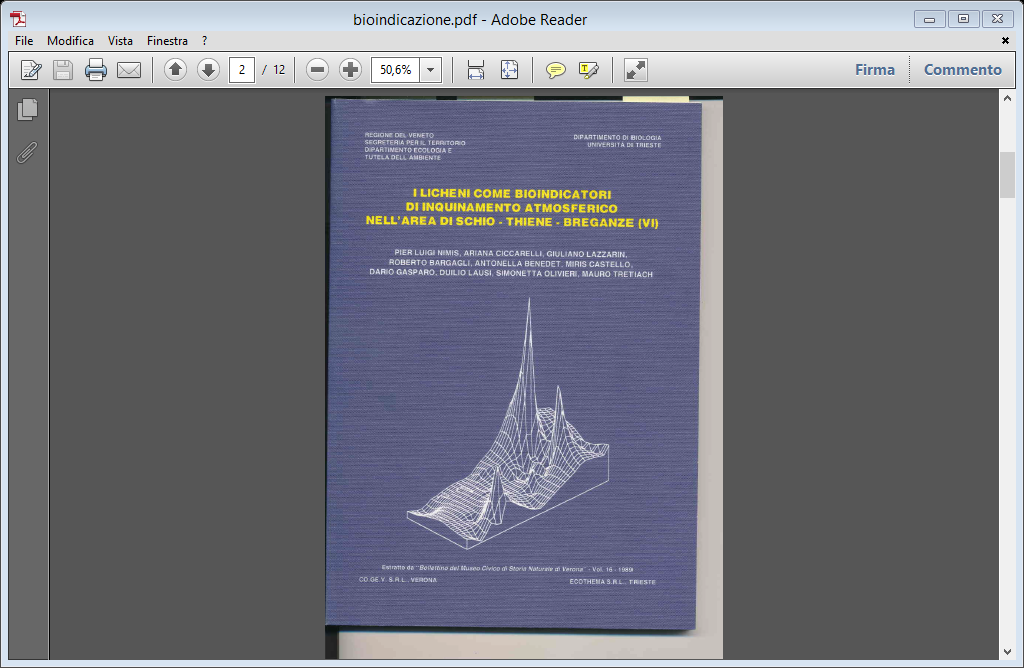 bioindicazione.pdf - Adobe Reader
File Modifica Vista Finestra ?
2 / 12 50,6% Firma Commento
REGIONE DEL VENETO
SEGRETERIA PER IL TERRITORIO
DIPARTIMENTO ECOLOGIA E
TUTELA DELL'AMBIENTE
DIPARTIMENTO DI BIOLOGIA
UNIVERSITÀ DI TRIESTE
I LICHENI COME BIOINDICATORI
DI INQUINAMENTO ATMOSFERICO
NELL'AREA DI SCHIO - THIENE - BREGANZE (VI)
PIER LUIGI NIMIS, ARIANA CICCARELLI, GIULIANO LAZZARIN,
ROBERTO BARGAGLI, ANTONELLA BENEDET, MIRIS CASTELLO,
DARIO GASPARO, DUILIO LAUSI, SIMONETTA OLIVIERI, MAURO TRETIACH
Estratto da "Bollettino del Museo Civico di Storia Naturale di Verona" - Vol. 16 - 1989
CO.GE.V. S.R.L., VERONA
ECOTHEMA S.R.L., TRIESTE